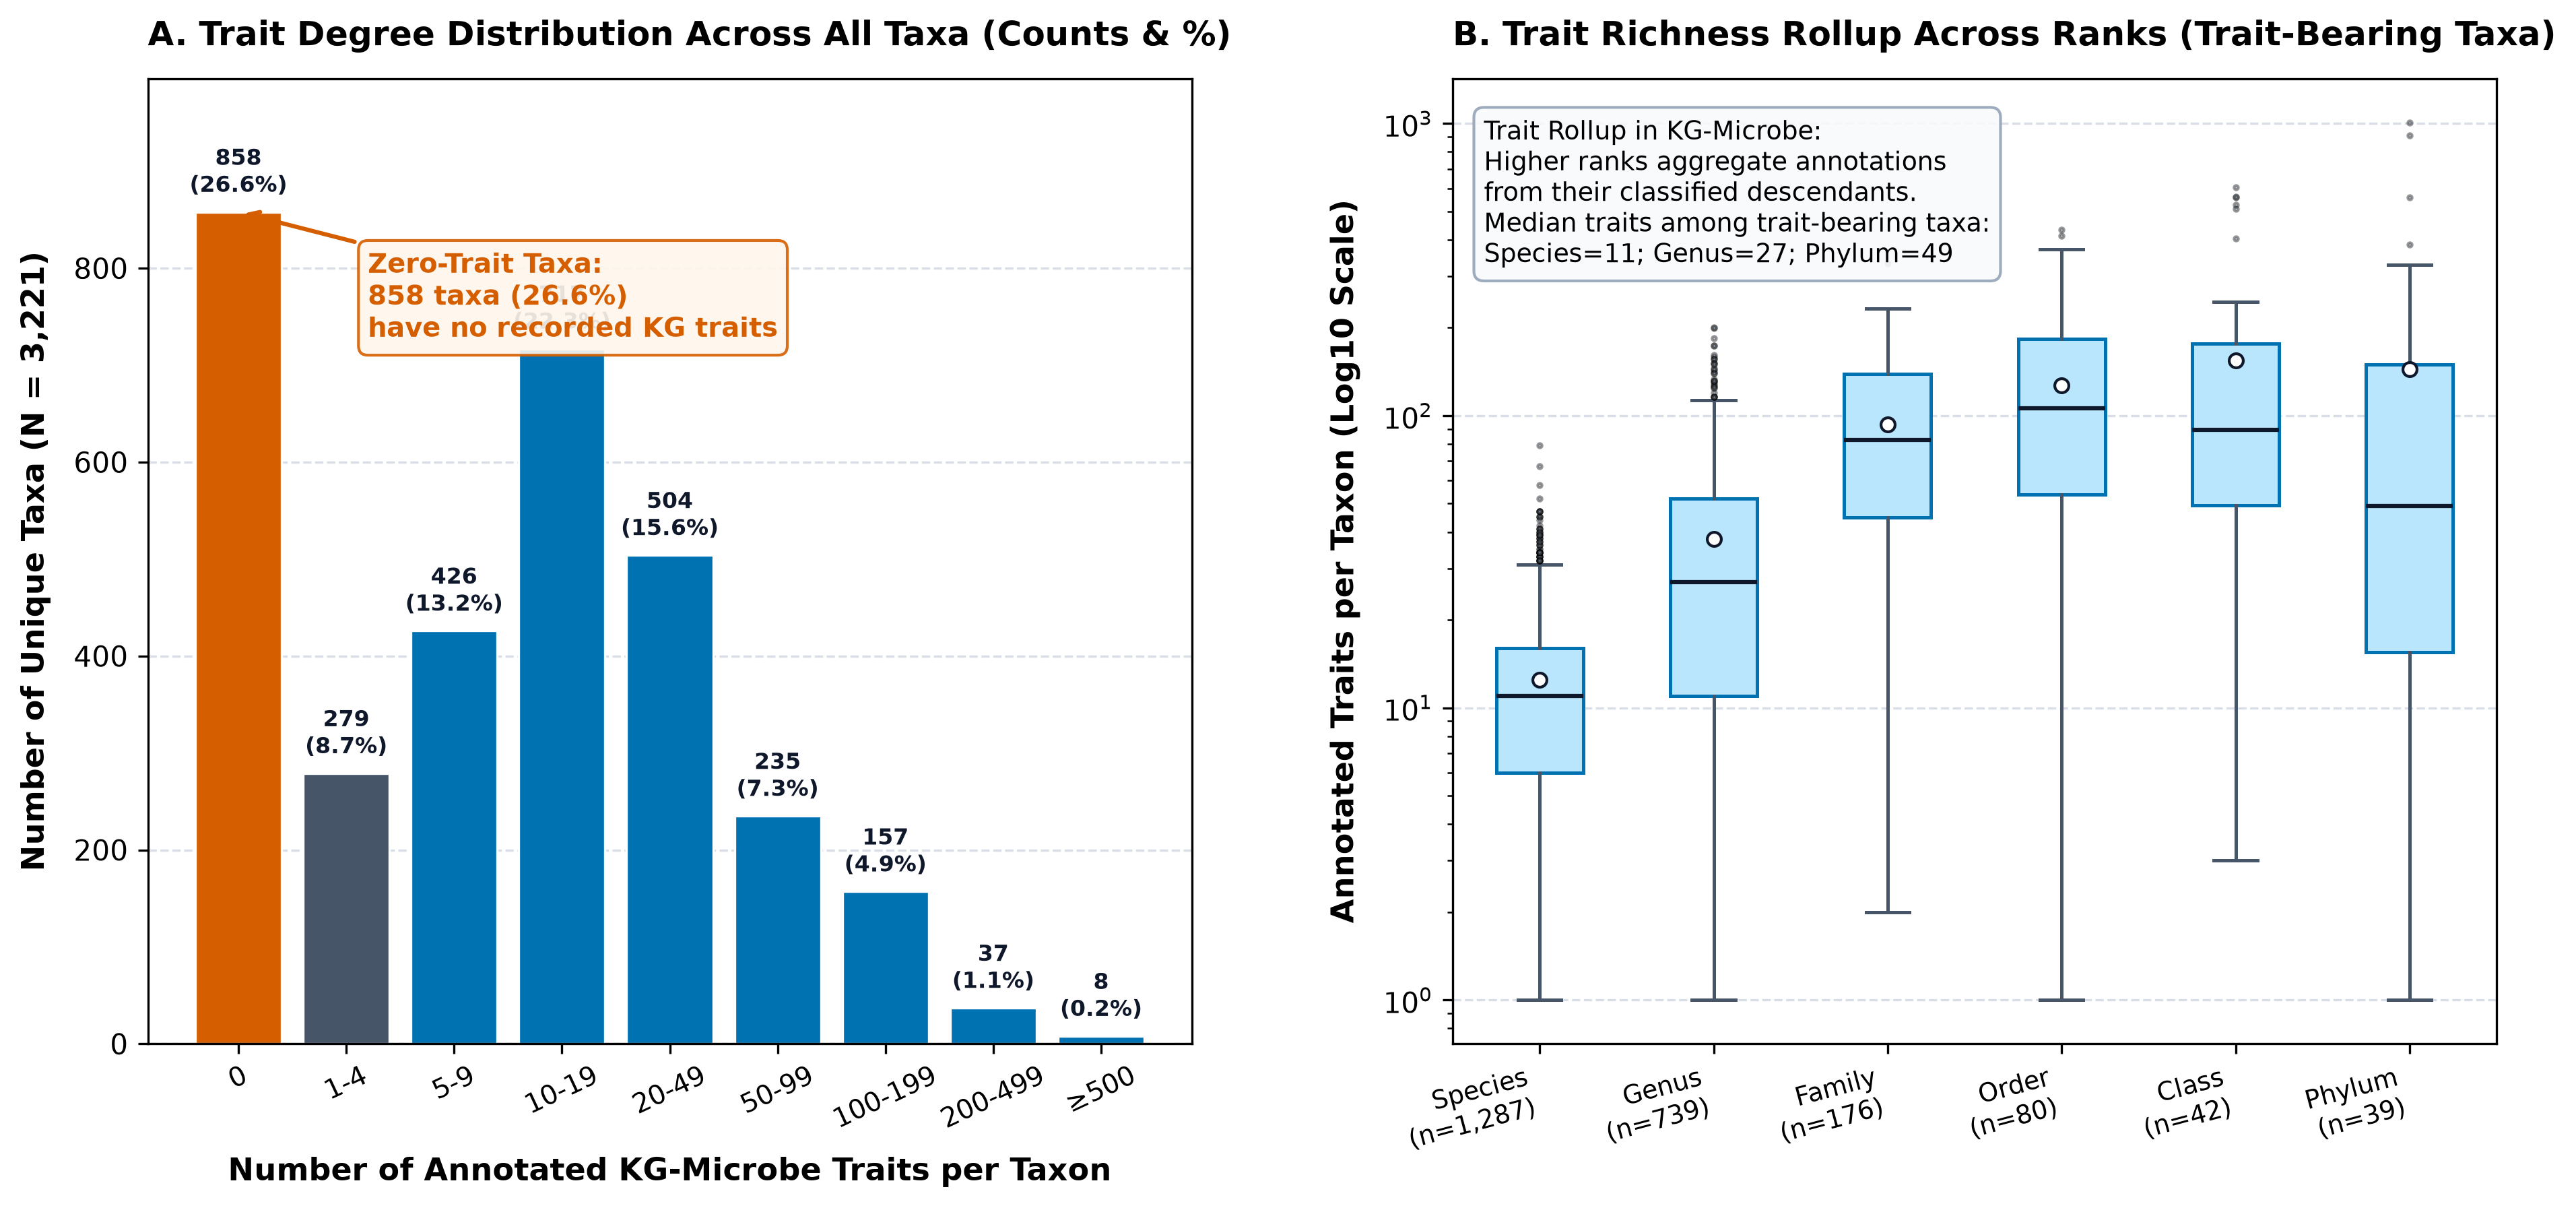 A. Trait Degree Distribution Across All Taxa (Counts & %)
Number of Unique Taxa (N = 3,221)
800
600
400
200
0
858
(26.6%)
Zero-Trait Taxa:
858 taxa (26.6%)
have no recorded KG traits
(22.3%)
279
(8.7%)
426
(13.2%)
504
(15.6%)
235
(7.3%)
157
(4.9%)
37
(1.1%)
8
(0.2%)
0
1-4
5-9
10-19
20-49
50-99
100-199
200-499
≥500
Number of Annotated KG-Microbe Traits per Taxon
B. Trait Richness Rollup Across Ranks (Trait-Bearing Taxa)
Annotated Traits per Taxon (Log10 Scale)
10³
10²
10¹
10⁰
Trait Rollup in KG-Microbe:
Higher ranks aggregate annotations
from their classified descendants.
Median traits among trait-bearing taxa:
Species=11; Genus=27; Phylum=49
Species
(n=1,287)
Genus
(n=739)
Family
(n=176)
Order
(n=80)
Class
(n=42)
Phylum
(n=39)